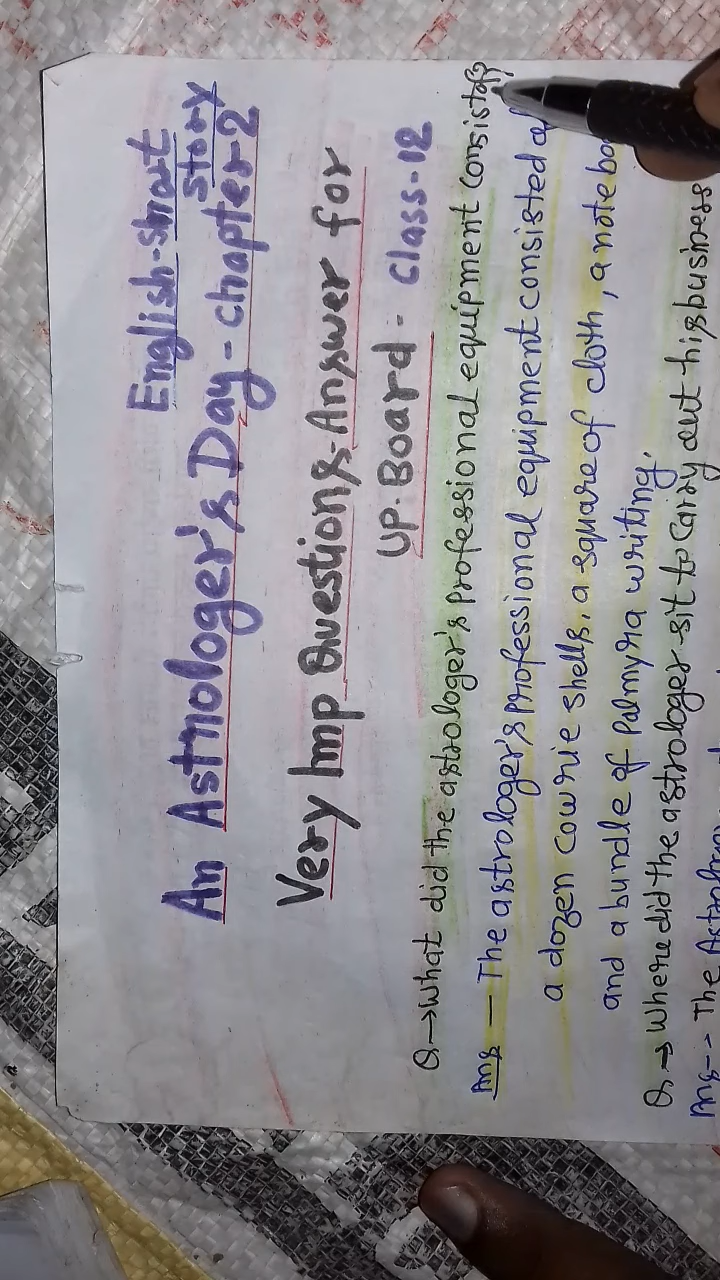 English-short
story
An Astrologer's Day-chapter-2
Very Imp Questions-Answer for
UP-Board- Class-12
Q→What did the astrologer's professional equipment consist of?
Ans - The astrologer's professional equipment consisted of
a dozen cowrie shells, a square of cloth, a
and a bundle of Palmyra writing.
Q→ Where did the astrologer sit to carry out his business
Ans-- The